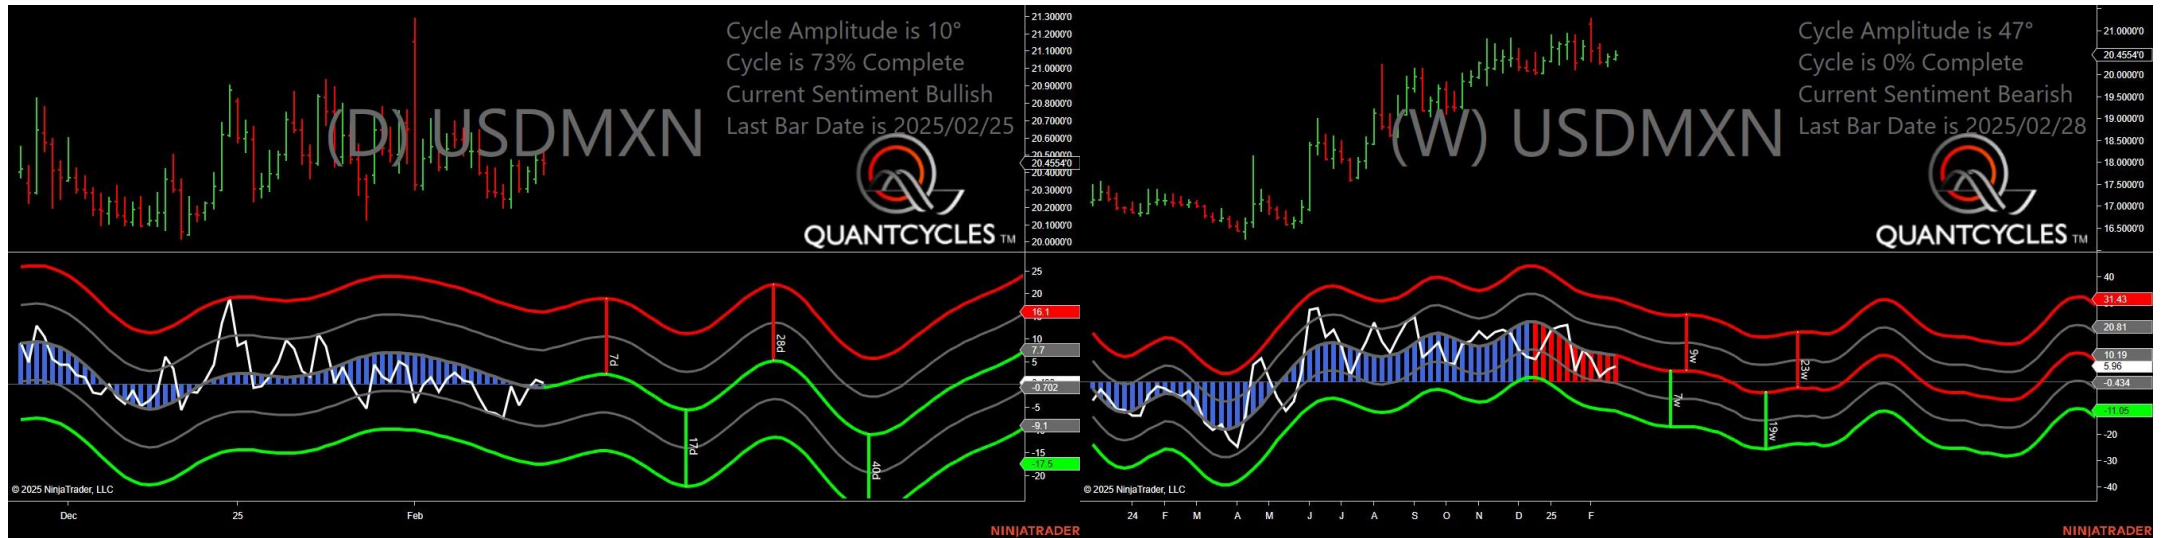 Cycle Amplitude is 10°
Cycle is 73% Complete
Current Sentiment Bullish
Last Bar Date is 2025/02/25
(D) USDMXN
QUANTCYCLES TM
21.3000'0
21.2000'0
21.1000'0
21.0000'0
20.9000'0
20.8000'0
20.7000'0
20.6000'0
20.4554'0
20.3000'0
20.2000'0
20.1000'0
20.0000'0
25
20
16.1
10
7.7
5
-0.702
-5
-9.1
-15
-17.5
-20
7d
17d
28d
40d
© 2025 NinjaTrader, LLC
Dec
25
Feb
NINJATRADER
Cycle Amplitude is 47°
Cycle is 0% Complete
Current Sentiment Bearish
Last Bar Date is 2025/02/28
(W) USDMXN
QUANTCYCLES TM
21.0000'0
20.4554'0
20.0000'0
19.5000'0
19.0000'0
18.5000'0
18.0000'0
17.5000'0
17.0000'0
16.5000'0
40
31.43
20.81
10.19
5.96
-0.434
-11.05
-20
-30
-40
9w
7w
23w
19w
© 2025 NinjaTrader, LLC
24 F M A M J J A S O N D 25 F
NINJATRADER